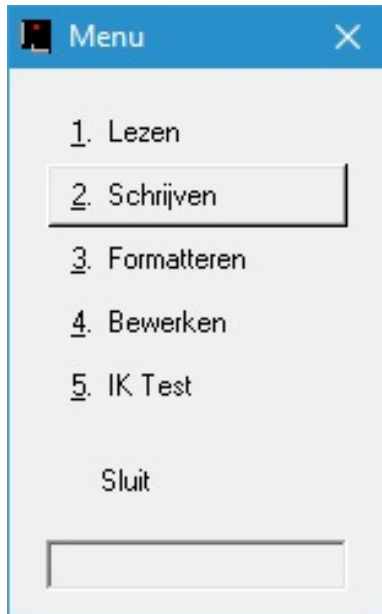 Menu
1. Lezen
2. Schrijven
3. Formatteren
4. Bewerken
5. IK Test
Sluit